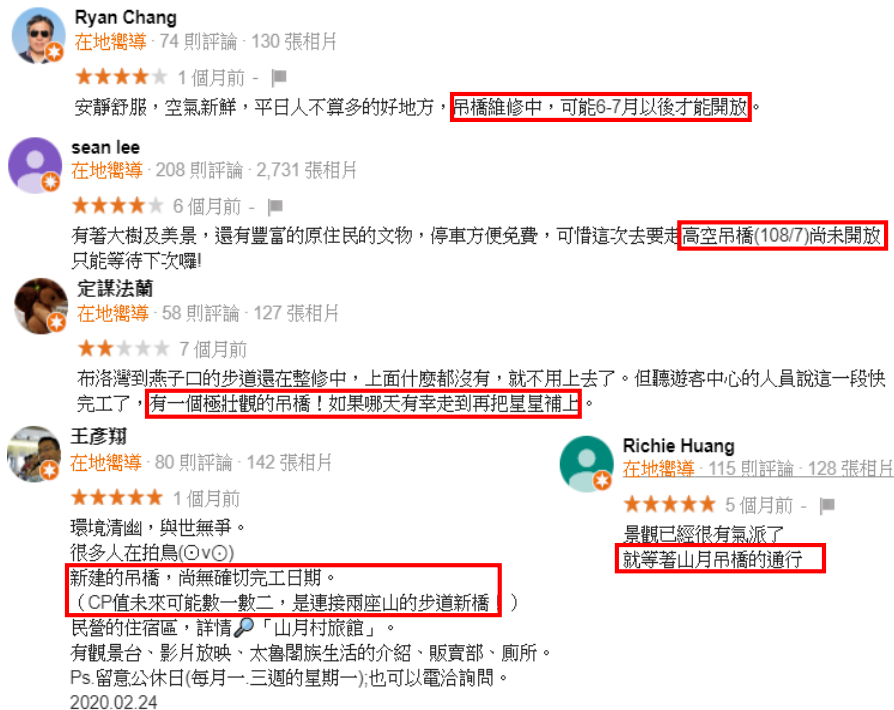 Ryan Chang
在地嚮導·74 則評論·130 張相片
1 個月前 -
安靜舒服，空氣新鮮，平日人不算多的好地方，吊橋維修中，可能6-7月以後才能開放。
sean lee
在地嚮導·208 則評論·2,731 張相片
6 個月前 -
有著大樹及美景，還有豐富的原住民的文物，停車方便免費，可惜這次去要走高空吊橋(108/7)尚未開放
只能等待下次囉!
定謀法蘭
在地嚮導·58 則評論·127 張相片
7 個月前
布洛灣到燕子口的步道還在整修中，上面什麼都沒有，就不用上去了。但聽遊客中心的人員說這一段快
完工了，有一個極壯觀的吊橋！如果哪天有幸走到再把星星補上。
王彥翔
在地嚮導·80 則評論·142 張相片
1 個月前
環境清幽，與世無爭。
很多人在拍鳥(⊙v⊙)
新建的吊橋，尚無確切完工日期。
（CP值未來可能數一數二，是連接兩座山的步道新橋！）
民營的住宿區，詳情🔎「山月村旅館」。
有觀景台、影片放映、太魯閣族生活的介紹、販賣部、廁所。
Ps.留意公休日(每月一.三週的星期一);也可以電洽詢問。
2020.02.24
Richie Huang
在地嚮導·115 則評論·128 張相片
5 個月前 -
景觀已經很有氣派了
就等著山月吊橋的通行